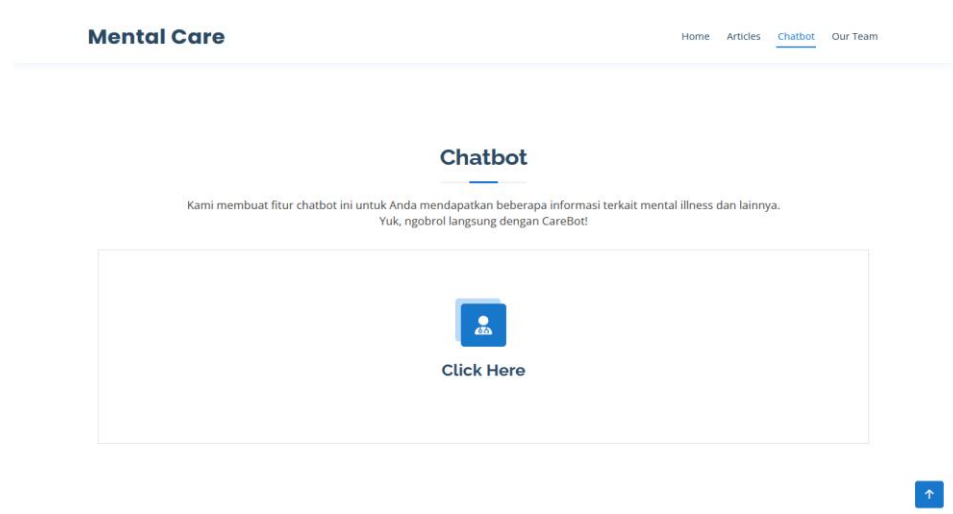 Mental Care
Home Articles Chatbot Our Team
Chatbot
Kami membuat fitur chatbot ini untuk Anda mendapatkan beberapa informasi terkait mental illness dan lainnya.
Yuk, ngobrol langsung dengan CareBot!
Click Here